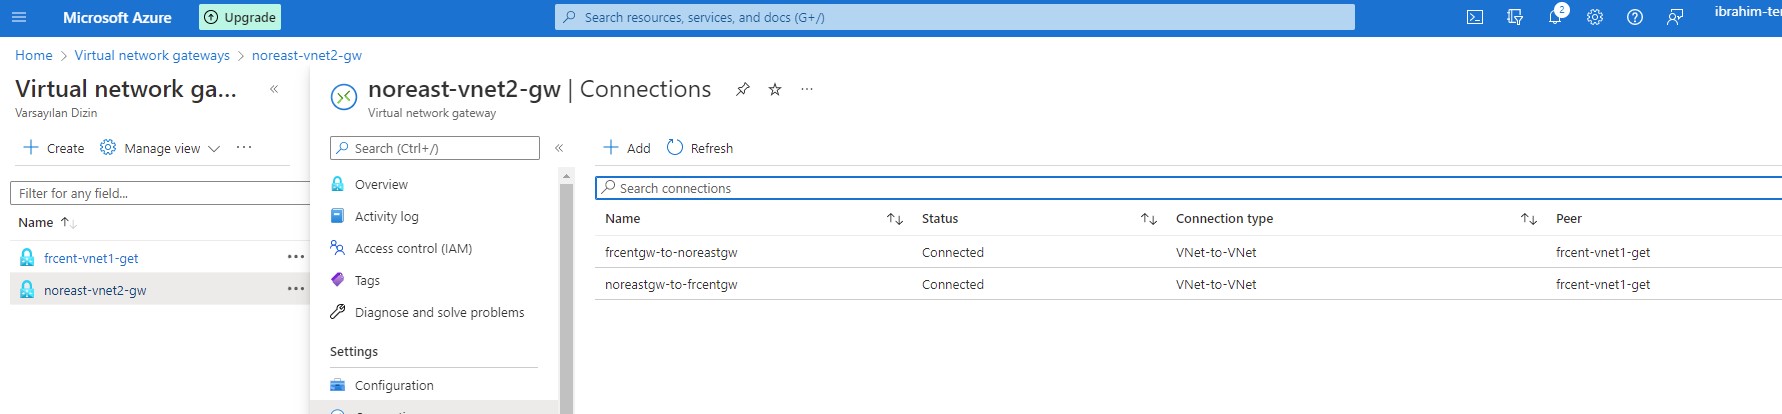 Microsoft Azure
Upgrade
Search resources, services, and docs (G+/)
2
ibrahim-ter
Home > Virtual network gateways > noreast-vnet2-gw
Virtual network ga... «
Varsayılan Dizin
+ Create Manage view ...
Filter for any field...
Name
frcent-vnet1-get ...
noreast-vnet2-gw ...
noreast-vnet2-gw | Connections ...
Virtual network gateway
Search (Ctrl+/) «
Overview
Activity log
Access control (IAM)
Tags
Diagnose and solve problems
Settings
Configuration
+ Add Refresh
Search connections
Name Status Connection type Peer
frcentgw-to-noreastgw Connected VNet-to-VNet frcent-vnet1-get
noreastgw-to-frcentgw Connected VNet-to-VNet frcent-vnet1-get